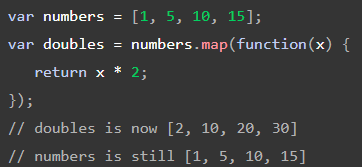 var numbers = [1, 5, 10, 15];
var doubles = numbers.map(function(x) {
   return x * 2;
});
// doubles is now [2, 10, 20, 30]
// numbers is still [1, 5, 10, 15]